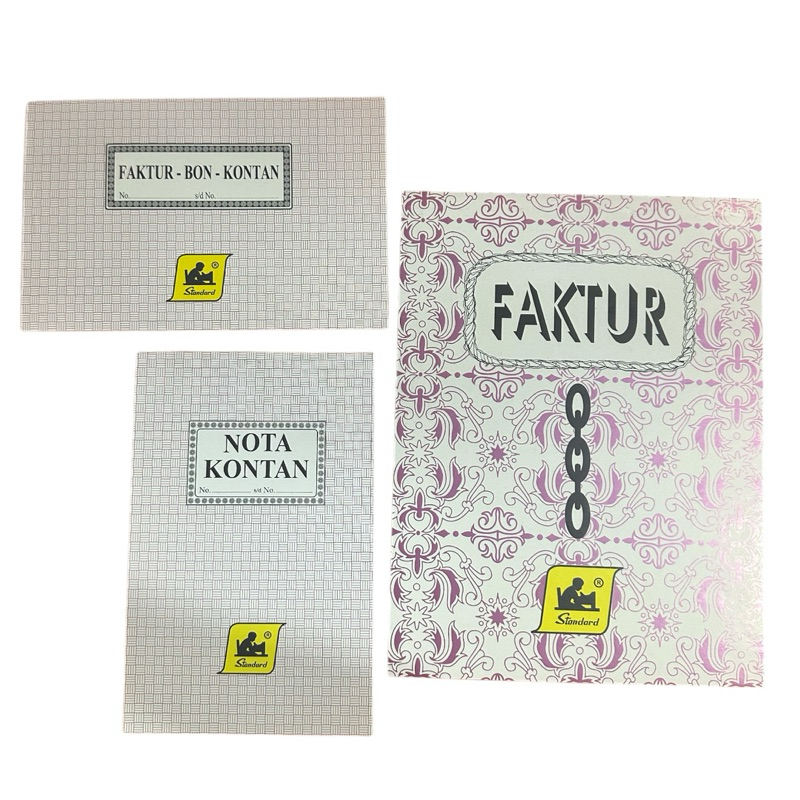 FAKTUR - BON - KONTAN
No. s/d No.
®
Standard
FAKTUR
®
Standard
NOTA
KONTAN
No. s/d No.
®
Standard